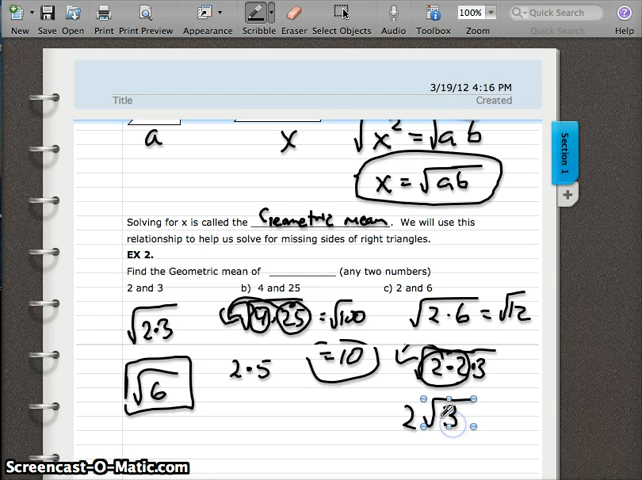 New Save Open Print Print Preview Appearance Scribble Eraser Select Objects Audio Toolbox 100% Zoom Quick Search Quick Search Help
3/19/12 4:16 PM
Title Created
a x √x² = √ab
x = √ab
Section 1
Solving for x is called the Geometric mean. We will use this
relationship to help us solve for missing sides of right triangles.
EX 2.
Find the Geometric mean of __________ (any two numbers)
2 and 3 b) 4 and 25 c) 2 and 6
√2·3 √4·25 = √100 √2·6 = √12
√6 2·5 = 10 √2·2·3
2√3
Screencast-O-Matic.com